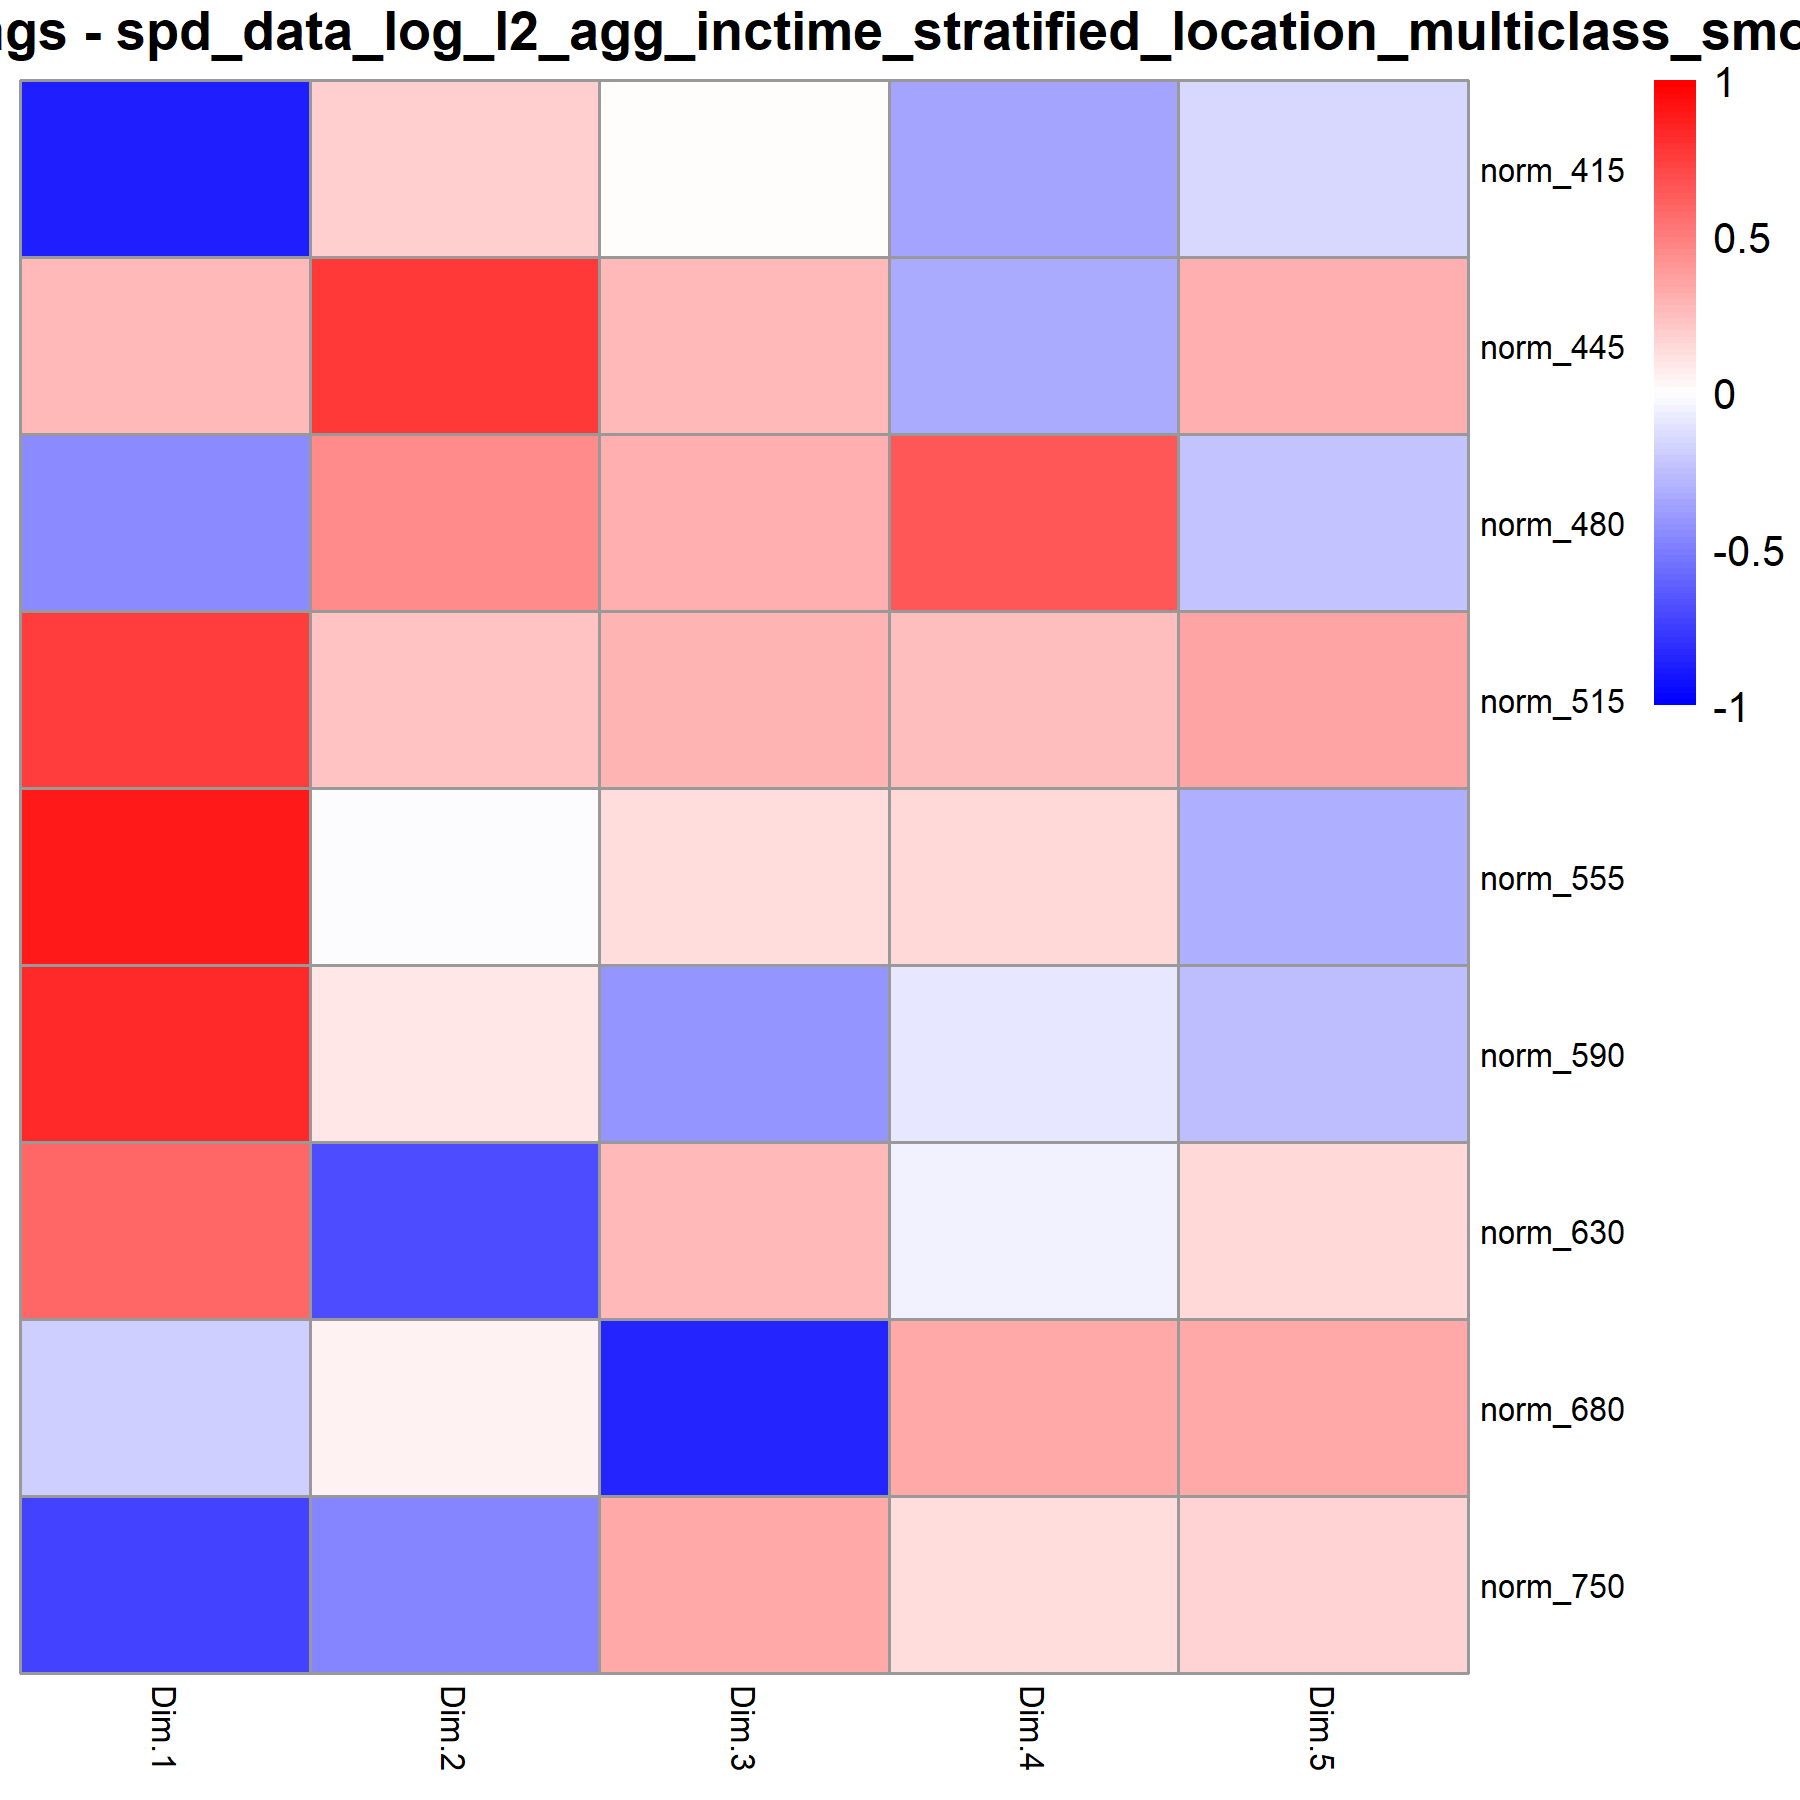 ngs - spd_data_log_l2_agg_inctime_stratified_location_multiclass_smo
1
0.5
0
-0.5
-1
norm_415
norm_445
norm_480
norm_515
norm_555
norm_590
norm_630
norm_680
norm_750
Dim.1
Dim.2
Dim.3
Dim.4
Dim.5